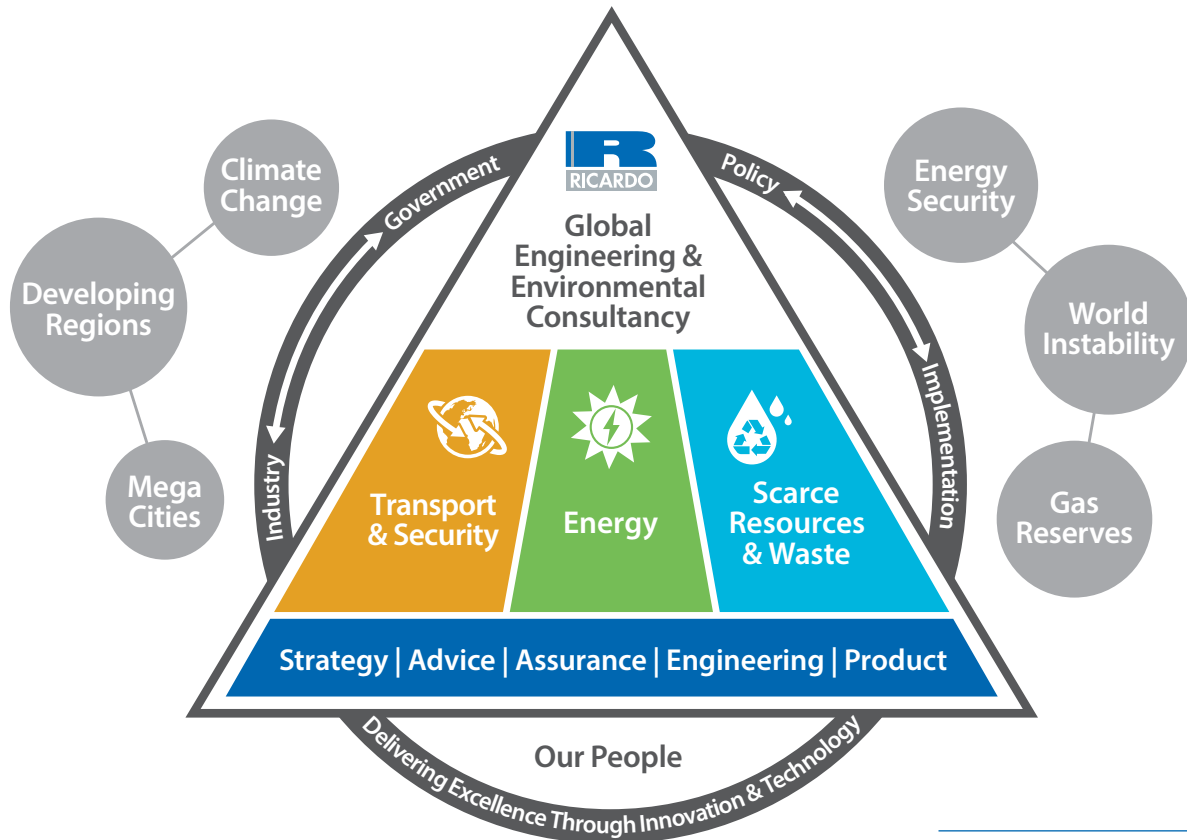 RICARDO
Global
Engineering &
Environmental
Consultancy
Climate
Change
Developing
Regions
Mega
Cities
Government
Industry
Policy
Implementation
Energy
Security
World
Instability
Gas
Reserves
Transport
& Security
Energy
Scarce
Resources
& Waste
Strategy | Advice | Assurance | Engineering | Product
Our People
Delivering Excellence Through Innovation & Technology